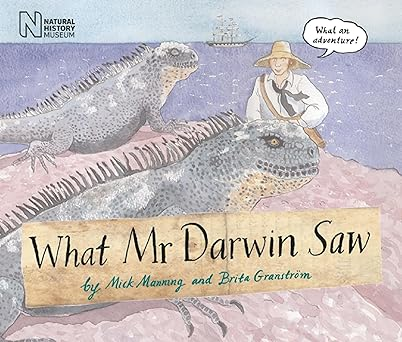 NATURAL
HISTORY
MUSEUM
What an
adventure!
What Mr Darwin Saw
by Mick Manning and Brita Granström